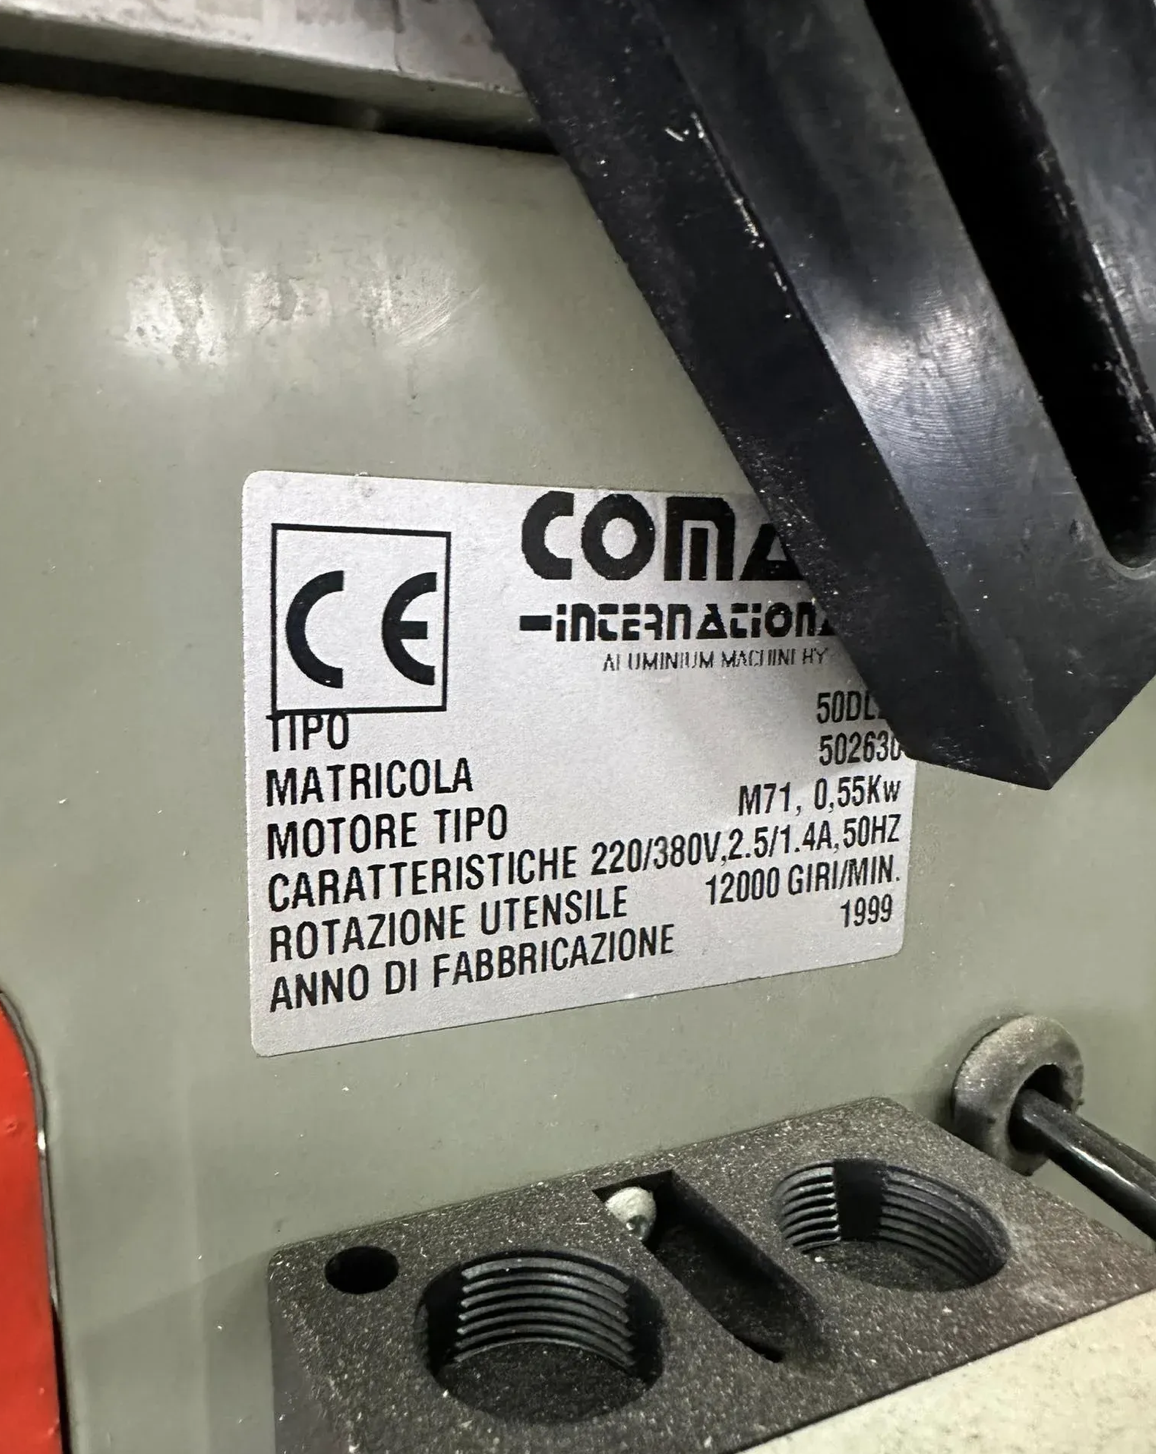 CE
COMA
INTERNATIONA
ALUMINIUM MACHINERY
TIPO 50DL
MATRICOLA 502630
MOTORE TIPO M71, 0,55Kw
CARATTERISTICHE 220/380V,2.5/1.4A,50HZ
ROTAZIONE UTENSILE 12000 GIRI/MIN.
ANNO DI FABBRICAZIONE 1999